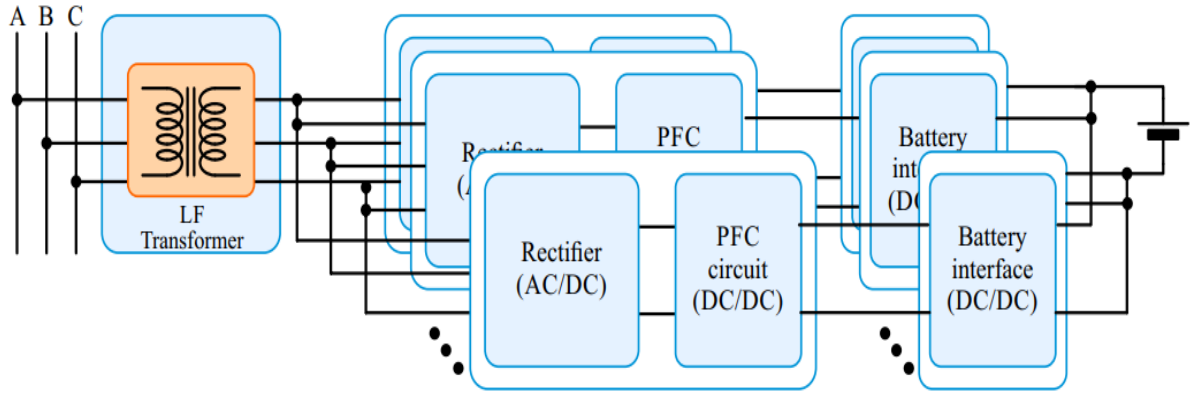 A B C
LF
Transformer
Rectifier
PFC
Battery
Rectifier
(AC/DC)
PFC
circuit
(DC/DC)
Battery
interface
(DC/DC)